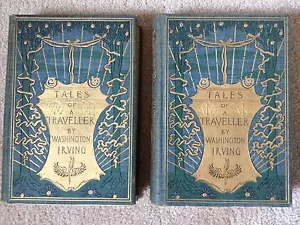 TALES
OF
A
TRAVELLER
BY
WASHINGTON
IRVING
TALES
OF
A
TRAVELLER
BY
WASHINGTON
IRVING